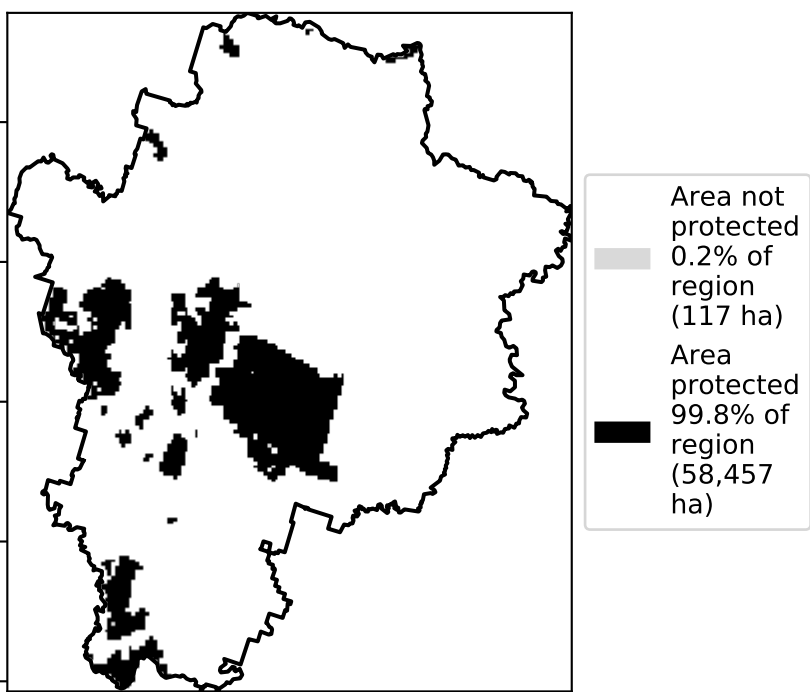 Area not
protected
0.2% of
region
(117 ha)
Area
protected
99.8% of
region
(58,457
ha)